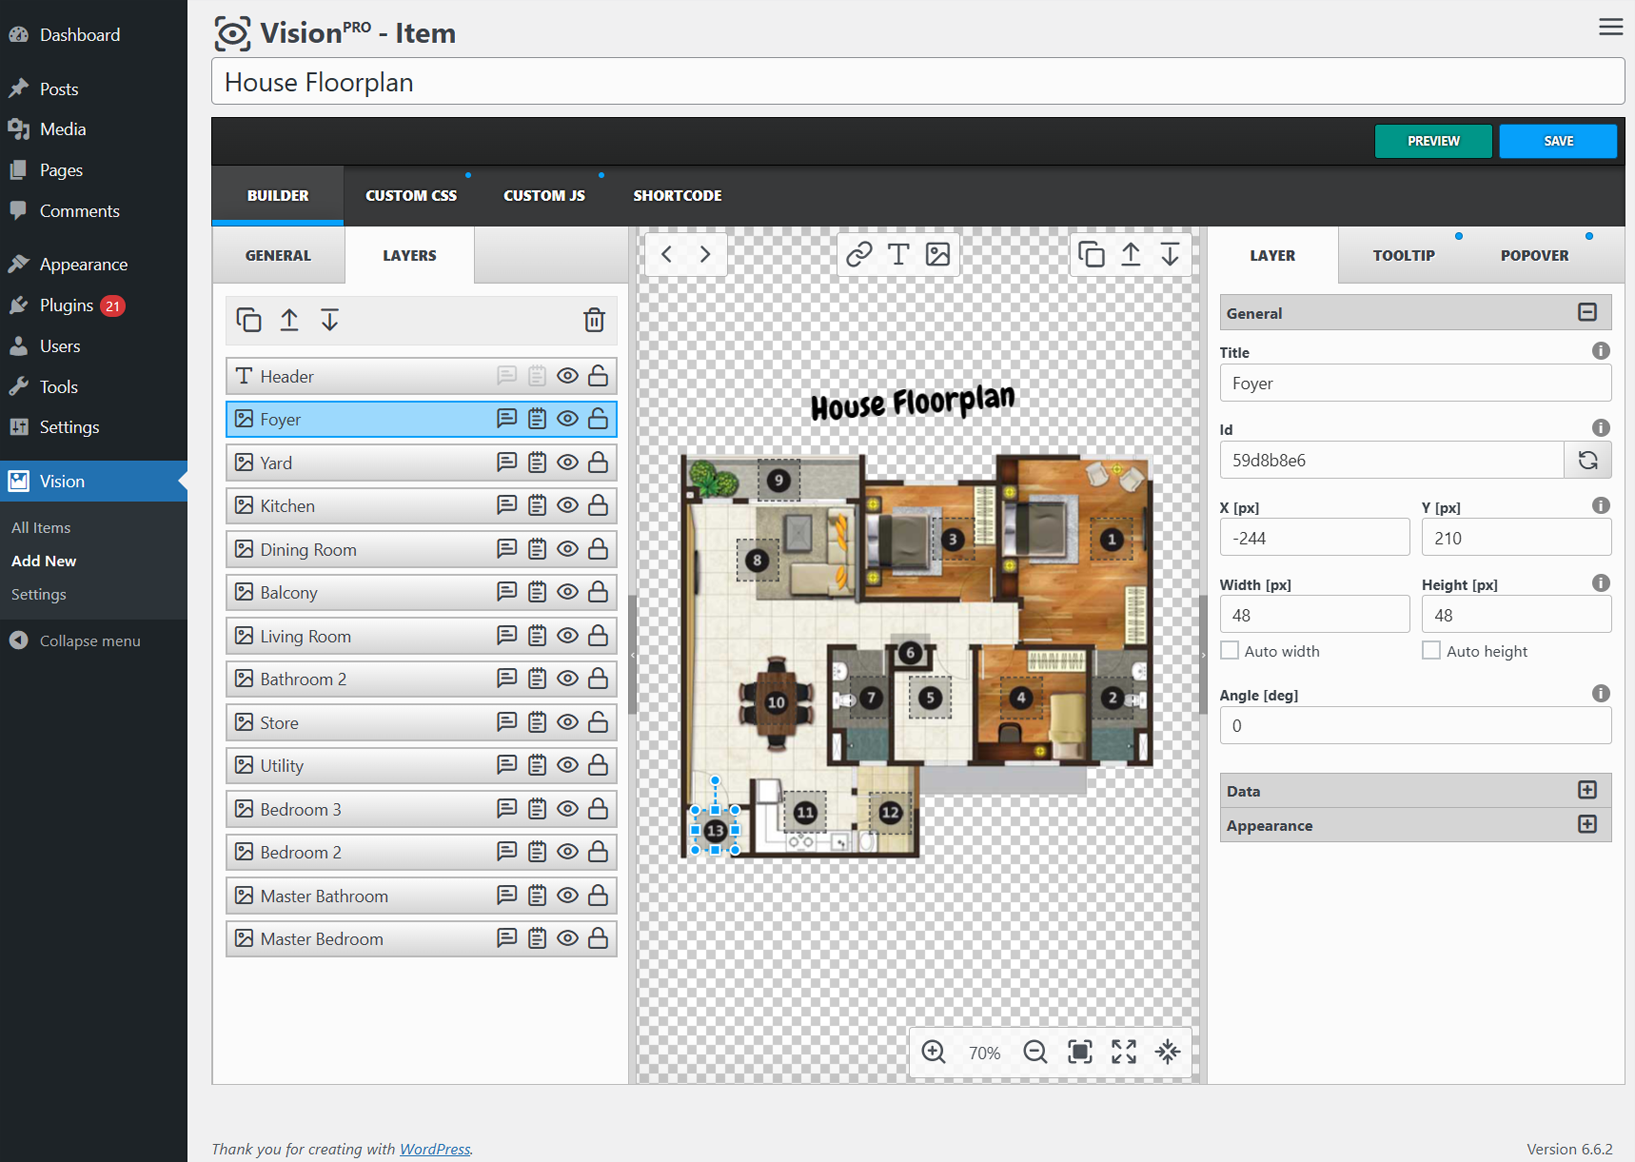 Dashboard
Posts
Media
Pages
Comments
Appearance
Plugins 21
Users
Tools
Settings
Vision
All Items
Add New
Settings
Collapse menu
VisionPRO - Item
House Floorplan
PREVIEW
SAVE
BUILDER
CUSTOM CSS
CUSTOM JS
SHORTCODE
GENERAL
LAYERS
Header
Foyer
Yard
Kitchen
Dining Room
Balcony
Living Room
Bathroom 2
Store
Utility
Bedroom 3
Bedroom 2
Master Bathroom
Master Bedroom
House Floorplan
9
3
1
8
6
7
5
4
2
10
11
12
13
70%
LAYER
TOOLTIP
POPOVER
General
Title
Foyer
Id
59d8b8e6
X [px]
Y [px]
-244
210
Width [px]
Height [px]
48
48
Auto width
Auto height
Angle [deg]
0
Data
Appearance
Thank you for creating with WordPress.
Version 6.6.2